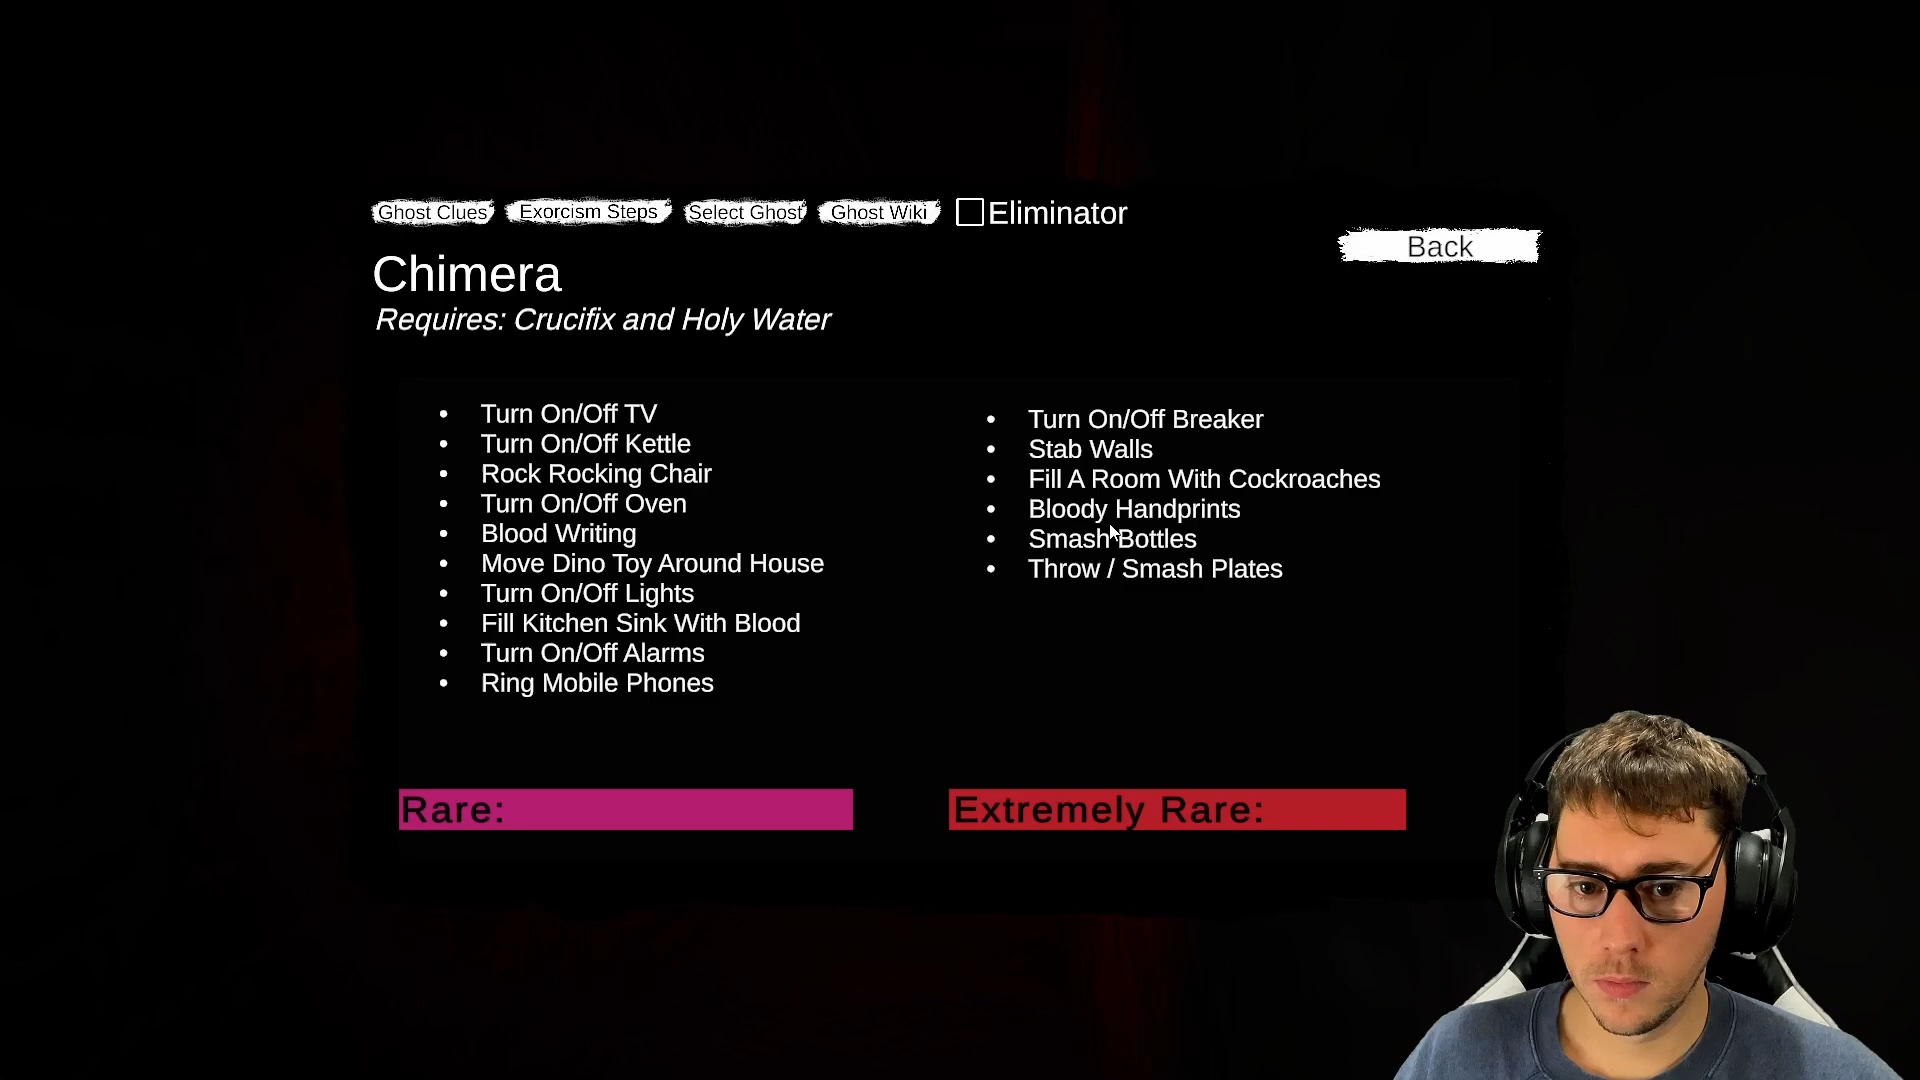 Ghost Clues Exorcism Steps Select Ghost Ghost Wiki Eliminator
Back
Chimera
Requires: Crucifix and Holy Water
• Turn On/Off TV
• Turn On/Off Kettle
• Rock Rocking Chair
• Turn On/Off Oven
• Blood Writing
• Move Dino Toy Around House
• Turn On/Off Lights
• Fill Kitchen Sink With Blood
• Turn On/Off Alarms
• Ring Mobile Phones
• Turn On/Off Breaker
• Stab Walls
• Fill A Room With Cockroaches
• Bloody Handprints
• Smash Bottles
• Throw / Smash Plates
Rare:
Extremely Rare: